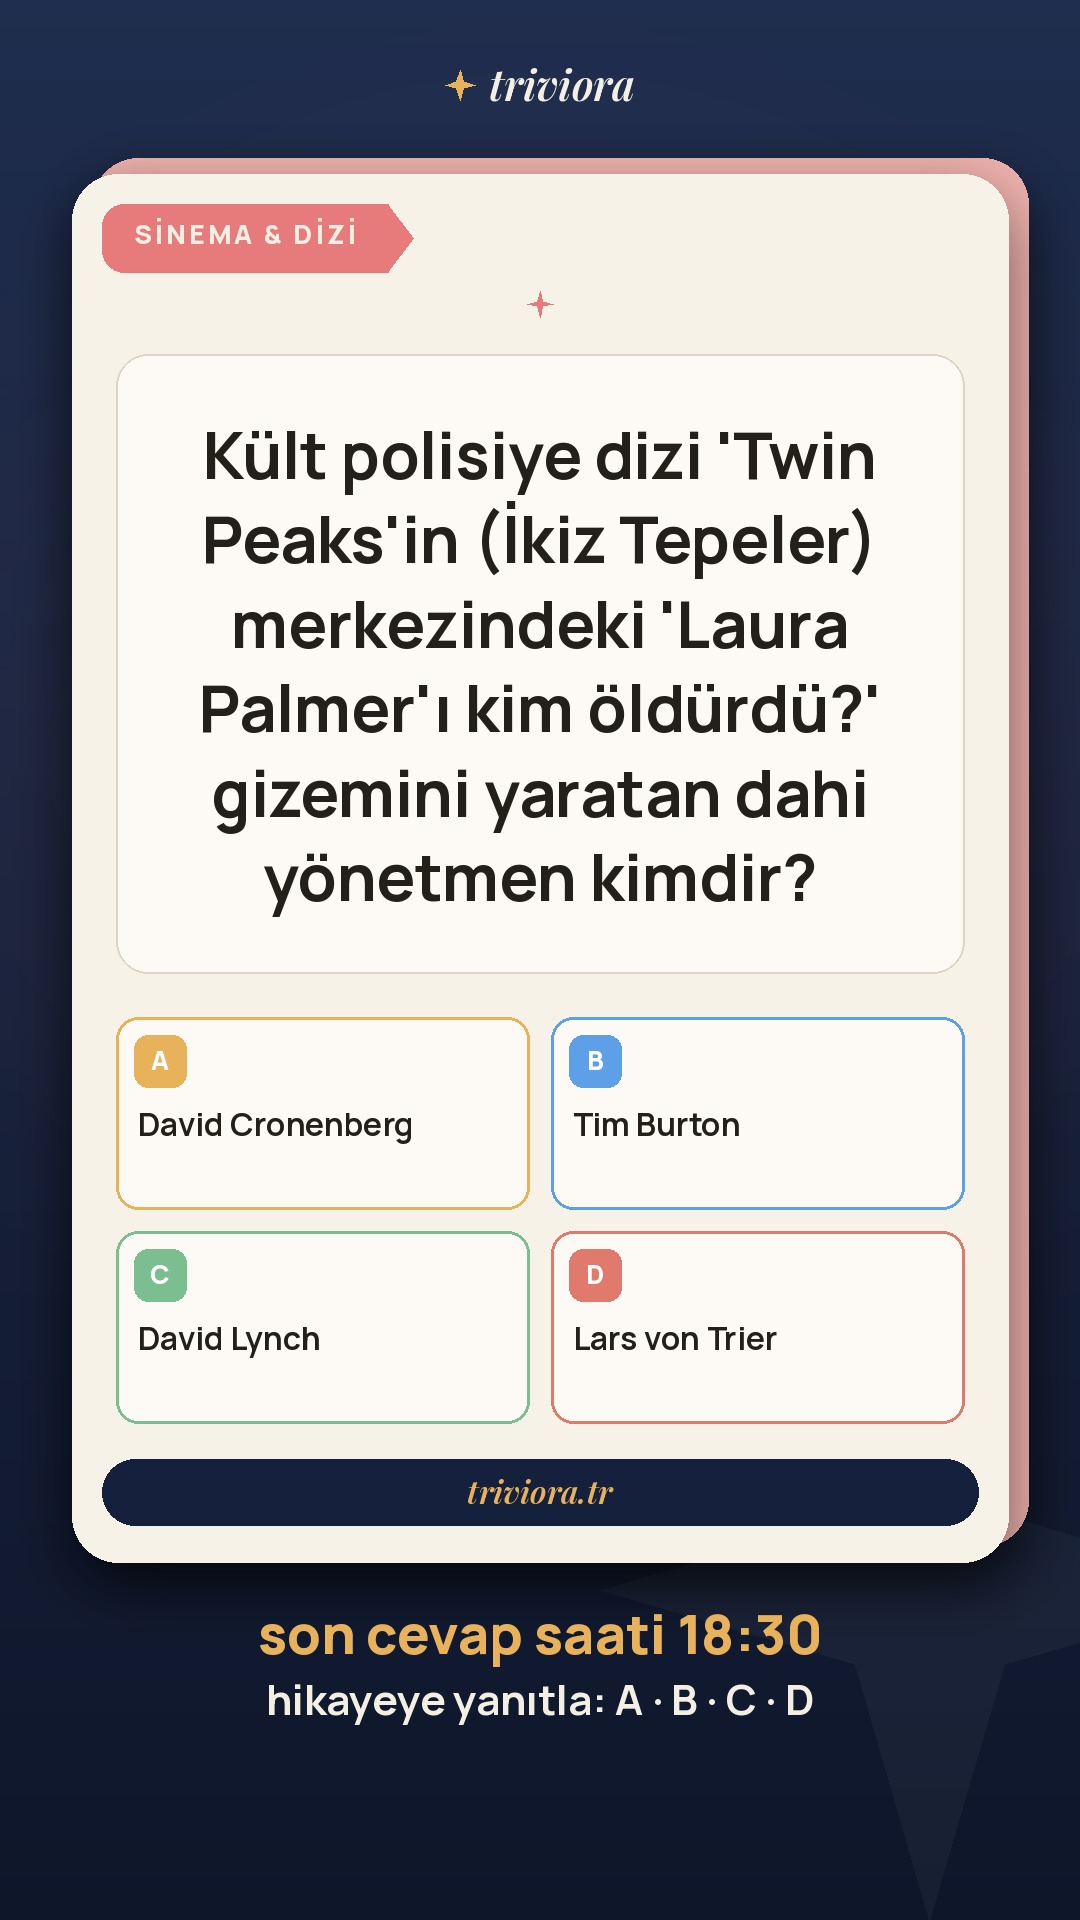 triviora
SİNEMA & DİZİ
Kült polisiye dizi 'Twin
Peaks'in (İkiz Tepeler)
merkezindeki 'Laura
Palmer'ı kim öldürdü?'
gizemini yaratan dahi
yönetmen kimdir?
A
David Cronenberg
B
Tim Burton
C
David Lynch
D
Lars von Trier
triviora.tr
son cevap saati 18:30
hikayeye yanıtla: A · B · C · D